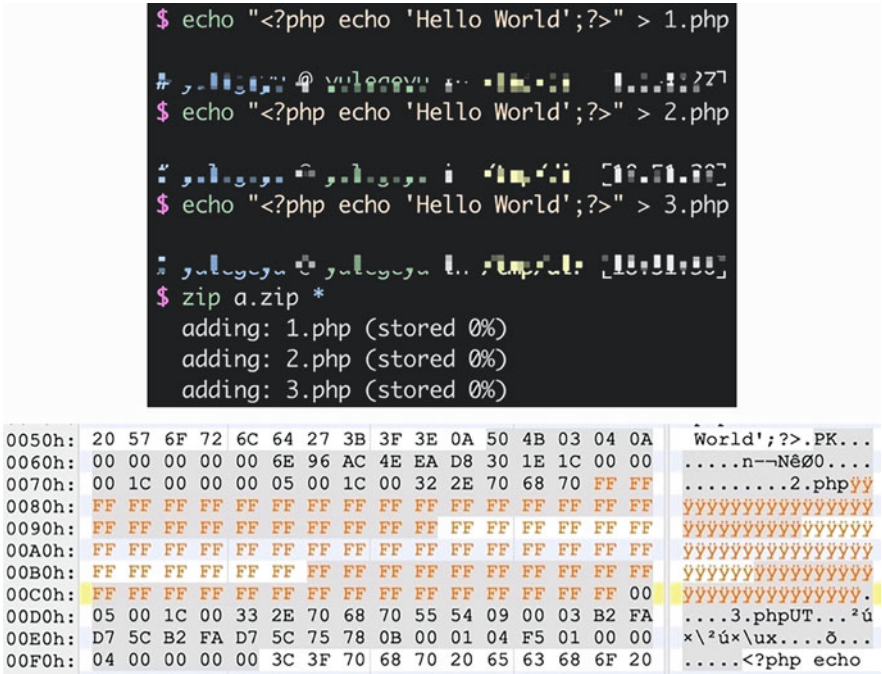 $ echo "<?php echo 'Hello World';?>" > 1.php
$ echo "<?php echo 'Hello World';?>" > 2.php
$ echo "<?php echo 'Hello World';?>" > 3.php
$ zip a.zip *
adding: 1.php (stored 0%)
adding: 2.php (stored 0%)
adding: 3.php (stored 0%)
0050h: 20 57 6F 72 6C 64 27 3B 3F 3E 0A 50 4B 03 04 0A World';?>.PK...
0060h: 00 00 00 00 00 6E 96 AC 4E EA D8 30 1E 1C 00 00 .....n–¬NêØ0....
0070h: 00 1C 00 00 00 05 00 1C 00 32 2E 70 68 70 FF FF .........2.phpÿÿ
0080h: FF FF FF FF FF FF FF FF FF FF FF FF FF FF FF FF ÿÿÿÿÿÿÿÿÿÿÿÿÿÿÿÿ
0090h: FF FF FF FF FF FF FF FF FF FF FF FF FF FF FF FF ÿÿÿÿÿÿÿÿÿÿÿÿÿÿÿÿ
00A0h: FF FF FF FF FF FF FF FF FF FF FF FF FF FF FF FF ÿÿÿÿÿÿÿÿÿÿÿÿÿÿÿÿ
00B0h: FF FF FF FF FF FF FF FF FF FF FF FF FF FF FF FF ÿÿÿÿÿÿÿÿÿÿÿÿÿÿÿÿ
00C0h: FF FF FF FF FF FF FF FF FF FF FF FF FF FF FF 00 ÿÿÿÿÿÿÿÿÿÿÿÿÿÿÿ.
00D0h: 05 00 1C 00 33 2E 70 68 70 55 54 09 00 03 B2 FA ....3.phpUT...²ú
00E0h: D7 5C B2 FA D7 5C 75 78 0B 00 01 04 F5 01 00 00 ×\²ú×\ux....õ...
00F0h: 04 00 00 00 00 3C 3F 70 68 70 20 65 63 68 6F 20 .....<?php echo